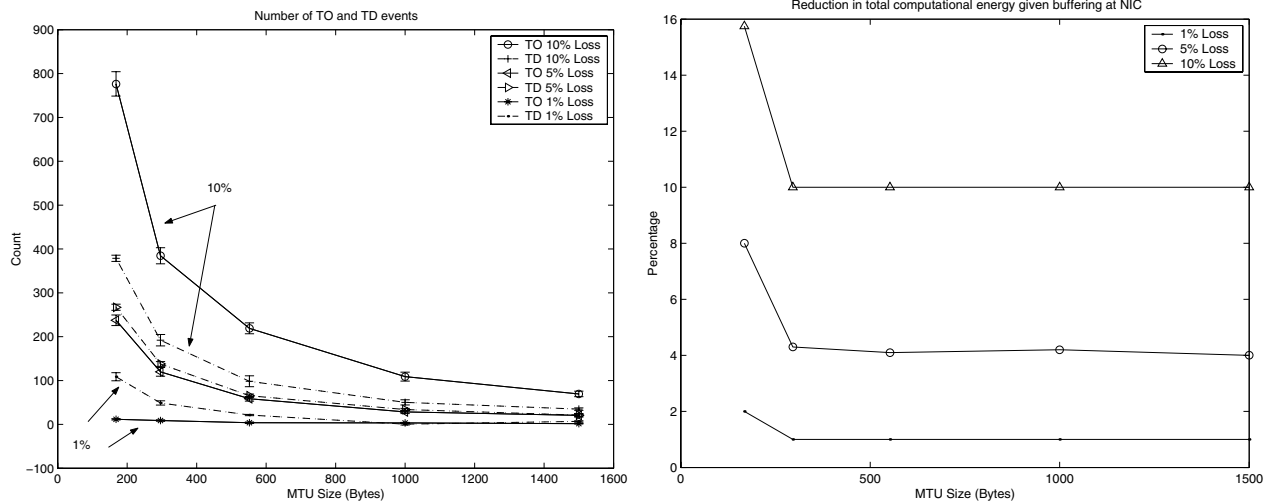 Number of TO and TD events
900
800
700
600
500
400
300
200
100
0
−100
Count
0
200
400
600
800
1000
1200
1400
1600
MTU Size (Bytes)
TO 10% Loss
TD 10% Loss
TO 5% Loss
TD 5% Loss
TO 1% Loss
TD 1% Loss
10%
1%
Reduction in total computational energy given buffering at NIC
16
14
12
10
8
6
4
2
0
Percentage
0
500
1000
1500
MTU Size (Bytes)
1% Loss
5% Loss
10% Loss